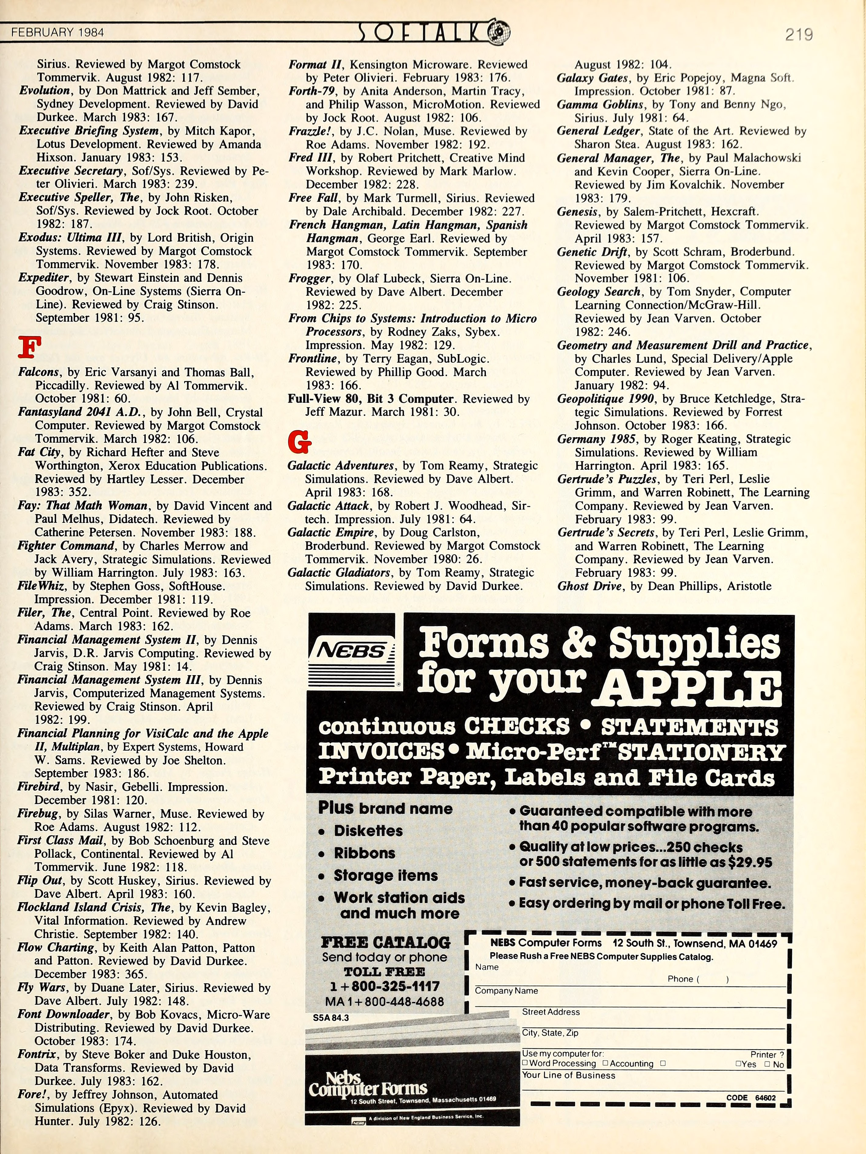 FEBRUARY 1984
SOFTALK
219
Sirius. Reviewed by Margot Comstock
Tommervik. August 1982: 117.
Evolution, by Don Mattrick and Jeff Sember,
Sydney Development. Reviewed by David
Durkee. March 1983: 167.
Executive Briefing System, by Mitch Kapor,
Lotus Development. Reviewed by Amanda
Hixson. January 1983: 153.
Executive Secretary, Sof/Sys. Reviewed by Pe-
ter Olivieri. March 1983: 239.
Executive Speller, The, by John Risken,
Sof/Sys. Reviewed by Jock Root. October
1982: 187.
Exodus: Ultima III, by Lord British, Origin
Systems. Reviewed by Margot Comstock
Tommervik. November 1983: 178.
Expediter, by Stewart Einstein and Dennis
Goodrow, On-Line Systems (Sierra On-
Line). Reviewed by Craig Stinson.
September 1981: 95.
F
Falcons, by Eric Varsanyi and Thomas Ball,
Piccadilly. Reviewed by Al Tommervik.
October 1981: 60.
Fantasyland 2041 A.D., by John Bell, Crystal
Computer. Reviewed by Margot Comstock
Tommervik. March 1982: 106.
Fat City, by Richard Hefter and Steve
Worthington, Xerox Education Publications.
Reviewed by Hartley Lesser. December
1983: 352.
Fay: That Math Woman, by David Vincent and
Paul Melhus, Didatech. Reviewed by
Catherine Petersen. November 1983: 188.
Fighter Command, by Charles Merrow and
Jack Avery, Strategic Simulations. Reviewed
by William Harrington. July 1983: 163.
FileWhiz, by Stephen Goss, SoftHouse.
Impression. December 1981: 119.
Filer, The, Central Point. Reviewed by Roe
Adams. March 1983: 162.
Financial Management System II, by Dennis
Jarvis, D.R. Jarvis Computing. Reviewed by
Craig Stinson. May 1981: 14.
Financial Management System III, by Dennis
Jarvis, Computerized Management Systems.
Reviewed by Craig Stinson. April
1982: 199.
Financial Planning for VisiCalc and the Apple
II, Multiplan, by Expert Systems, Howard
W. Sams. Reviewed by Joe Shelton.
September 1983: 186.
Firebird, by Nasir, Gebelli. Impression.
December 1981: 120.
Firebug, by Silas Warner, Muse. Reviewed by
Roe Adams. August 1982: 112.
First Class Mail, by Bob Schoenburg and Steve
Pollack, Continental. Reviewed by Al
Tommervik. June 1982: 118.
Flip Out, by Scott Huskey, Sirius. Reviewed by
Dave Albert. April 1983: 160.
Flockland Island Crisis, The, by Kevin Bagley,
Vital Information. Reviewed by Andrew
Christie. September 1982: 140.
Flow Charting, by Keith Alan Patton, Patton
and Patton. Reviewed by David Durkee.
December 1983: 365.
Fly Wars, by Duane Later, Sirius. Reviewed by
Dave Albert. July 1982: 148.
Font Downloader, by Bob Kovacs, Micro-Ware
Distributing. Reviewed by David Durkee.
October 1983: 174.
Fontrix, by Steve Boker and Duke Houston,
Data Transforms. Reviewed by David
Durkee. July 1983: 162.
Fore!, by Jeffrey Johnson, Automated
Simulations (Epyx). Reviewed by David
Hunter. July 1982: 126.
Format II, Kensington Microware. Reviewed
by Peter Olivieri. February 1983: 176.
Forth-79, by Anita Anderson, Martin Tracy,
and Philip Wasson, MicroMotion. Reviewed
by Jock Root. August 1982: 106.
Frazzle!, by J.C. Nolan, Muse. Reviewed by
Roe Adams. November 1982: 192.
Fred III, by Robert Pritchett, Creative Mind
Workshop. Reviewed by Mark Marlow.
December 1982: 228.
Free Fall, by Mark Turmell, Sirius. Reviewed
by Dale Archibald. December 1982: 227.
French Hangman, Latin Hangman, Spanish
Hangman, George Earl. Reviewed by
Margot Comstock Tommervik. September
1983: 170.
Frogger, by Olaf Lubeck, Sierra On-Line.
Reviewed by Dave Albert. December
1982: 225.
From Chips to Systems: Introduction to Micro
Processors, by Rodney Zaks, Sybex.
Impression. May 1982: 129.
Frontline, by Terry Eagan, SubLogic.
Reviewed by Phillip Good. March
1983: 166.
Full-View 80, Bit 3 Computer. Reviewed by
Jeff Mazur. March 1981: 30.
G
Galactic Adventures, by Tom Reamy, Strategic
Simulations. Reviewed by Dave Albert.
April 1983: 168.
Galactic Attack, by Robert J. Woodhead, Sir-
tech. Impression. July 1981: 64.
Galactic Empire, by Doug Carlston,
Broderbund. Reviewed by Margot Comstock
Tommervik. November 1980: 26.
Galactic Gladiators, by Tom Reamy, Strategic
Simulations. Reviewed by David Durkee.
August 1982: 104.
Galaxy Gates, by Eric Popejoy, Magna Soft.
Impression. October 1981: 87.
Gamma Goblins, by Tony and Benny Ngo,
Sirius. July 1981: 64.
General Ledger, State of the Art. Reviewed by
Sharon Stea. August 1983: 162.
General Manager, The, by Paul Malachowski
and Kevin Cooper, Sierra On-Line.
Reviewed by Jim Kovalchik. November
1983: 179.
Genesis, by Salem-Pritchett, Hexcraft.
Reviewed by Margot Comstock Tommervik.
April 1983: 157.
Genetic Drift, by Scott Schram, Broderbund.
Reviewed by Margot Comstock Tommervik.
November 1981: 106.
Geology Search, by Tom Snyder, Computer
Learning Connection/McGraw-Hill.
Reviewed by Jean Varven. October
1982: 246.
Geometry and Measurement Drill and Practice,
by Charles Lund, Special Delivery/Apple
Computer. Reviewed by Jean Varven.
January 1982: 94.
Geopolitique 1990, by Bruce Ketchledge, Stra-
tegic Simulations. Reviewed by Forrest
Johnson. October 1983: 166.
Germany 1985, by Roger Keating, Strategic
Simulations. Reviewed by William
Harrington. April 1983: 165.
Gertrude's Puzzles, by Teri Perl, Leslie
Grimm, and Warren Robinett, The Learning
Company. Reviewed by Jean Varven.
February 1983: 99.
Gertrude's Secrets, by Teri Perl, Leslie Grimm,
and Warren Robinett, The Learning
Company. Reviewed by Jean Varven.
February 1983: 99.
Ghost Drive, by Dean Phillips, Aristotle
NEBS
Forms & Supplies
for your APPLE
continuous CHECKS • STATEMENTS
INVOICES • Micro-Perf™ STATIONERY
Printer Paper, Labels and File Cards
Plus brand name
• Diskettes
• Ribbons
• Storage items
• Work station aids
and much more
• Guaranteed compatible with more
than 40 popular software programs.
• Quality at low prices...250 checks
or 500 statements for as little as $29.95
• Fast service, money-back guarantee.
• Easy ordering by mail or phone Toll Free.
FREE CATALOG
Send today or phone
TOLL FREE
1 + 800-325-1117
MA 1 + 800-448-4688
S5A 84.3
Nebs
Computer Forms
12 South Street, Townsend, Massachusetts 01469
NEBS A division of New England Business Service, Inc.
NEBS Computer Forms 12 South St., Townsend, MA 01469
Please Rush a Free NEBS Computer Supplies Catalog.
Name
Phone ( )
Company Name
Street Address
City, State, Zip
Use my computer for: Printer ?
□ Word Processing □ Accounting □ □ Yes □ No
Your Line of Business
CODE 64602